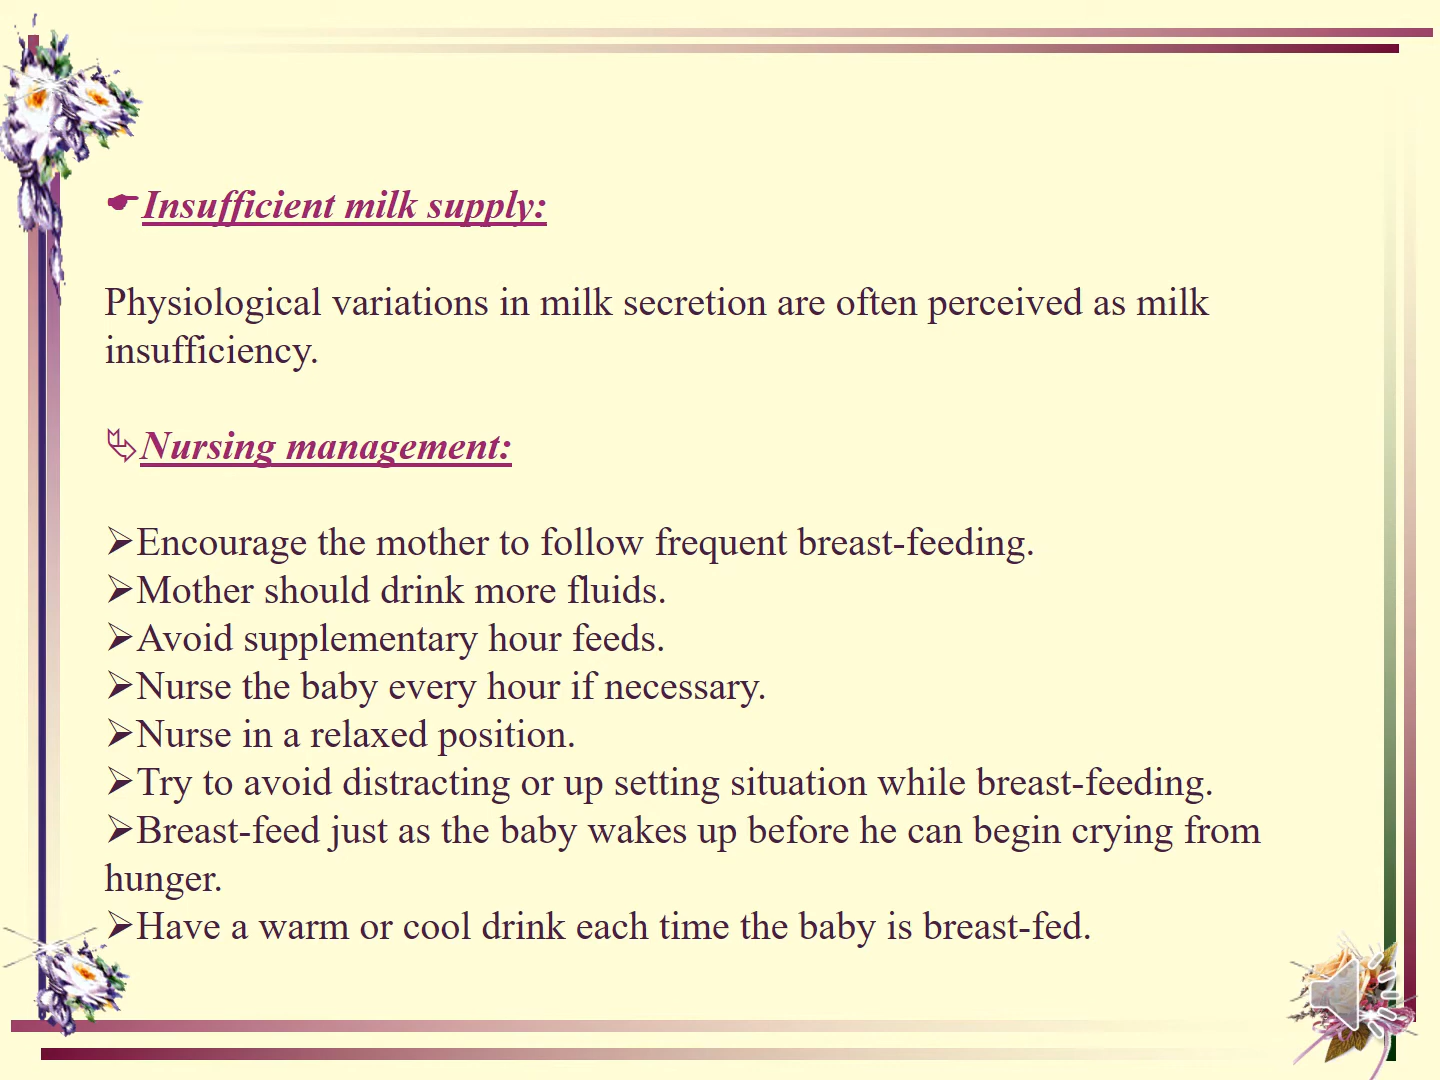 Insufficient milk supply:
Physiological variations in milk secretion are often perceived as milk
insufficiency.
Nursing management:
➢Encourage the mother to follow frequent breast-feeding.
➢Mother should drink more fluids.
➢Avoid supplementary hour feeds.
➢Nurse the baby every hour if necessary.
➢Nurse in a relaxed position.
➢Try to avoid distracting or up setting situation while breast-feeding.
➢Breast-feed just as the baby wakes up before he can begin crying from
hunger.
➢Have a warm or cool drink each time the baby is breast-fed.